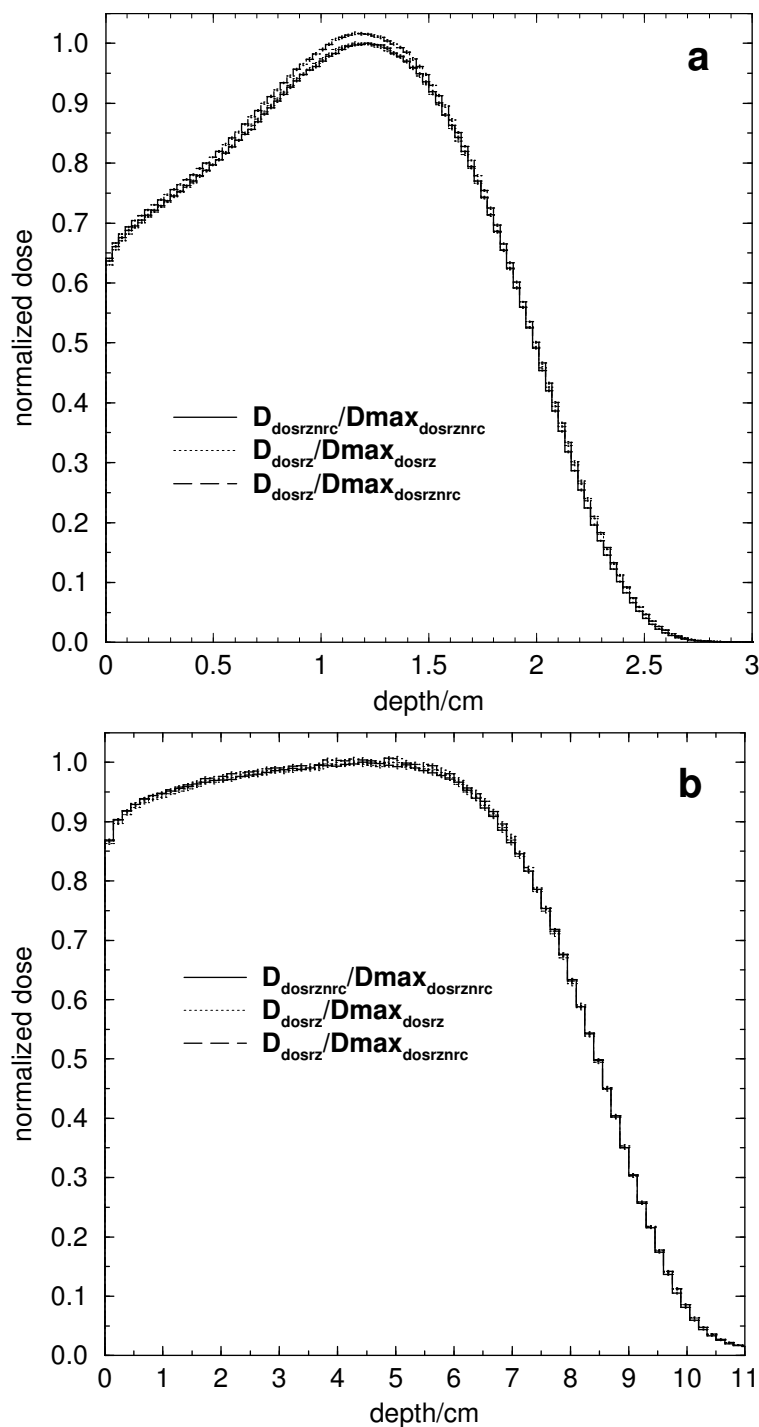 a
1.0
0.9
0.8
0.7
0.6
0.5
0.4
0.3
0.2
0.1
0.0
normalized dose
D_dosrznrc/Dmax_dosrznrc
D_dosrz/Dmax_dosrz
D_dosrz/Dmax_dosrznrc
0 0.5 1 1.5 2 2.5 3
depth/cm
b
1.0
0.9
0.8
0.7
0.6
0.5
0.4
0.3
0.2
0.1
0.0
normalized dose
D_dosrznrc/Dmax_dosrznrc
D_dosrz/Dmax_dosrz
D_dosrz/Dmax_dosrznrc
0 1 2 3 4 5 6 7 8 9 10 11
depth/cm